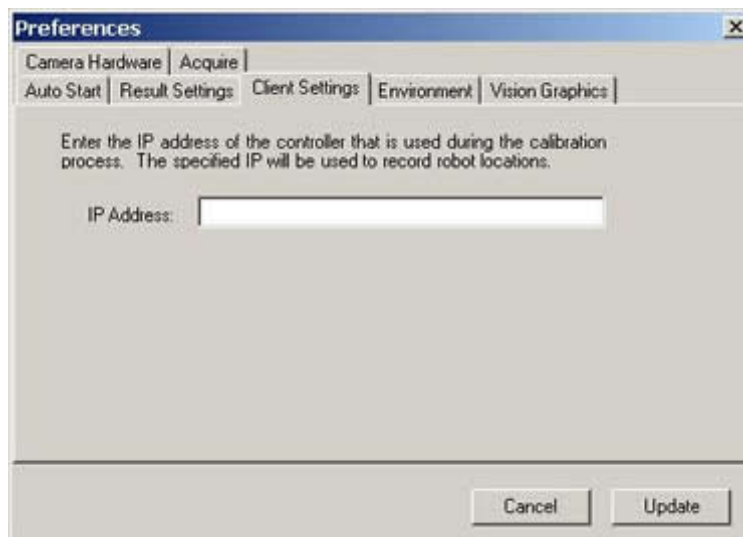 Preferences
Camera Hardware Acquire
Auto Start Result Settings Client Settings Environment Vision Graphics
Enter the IP address of the controller that is used during the calibration
process. The specified IP will be used to record robot locations.
IP Address:
Cancel Update